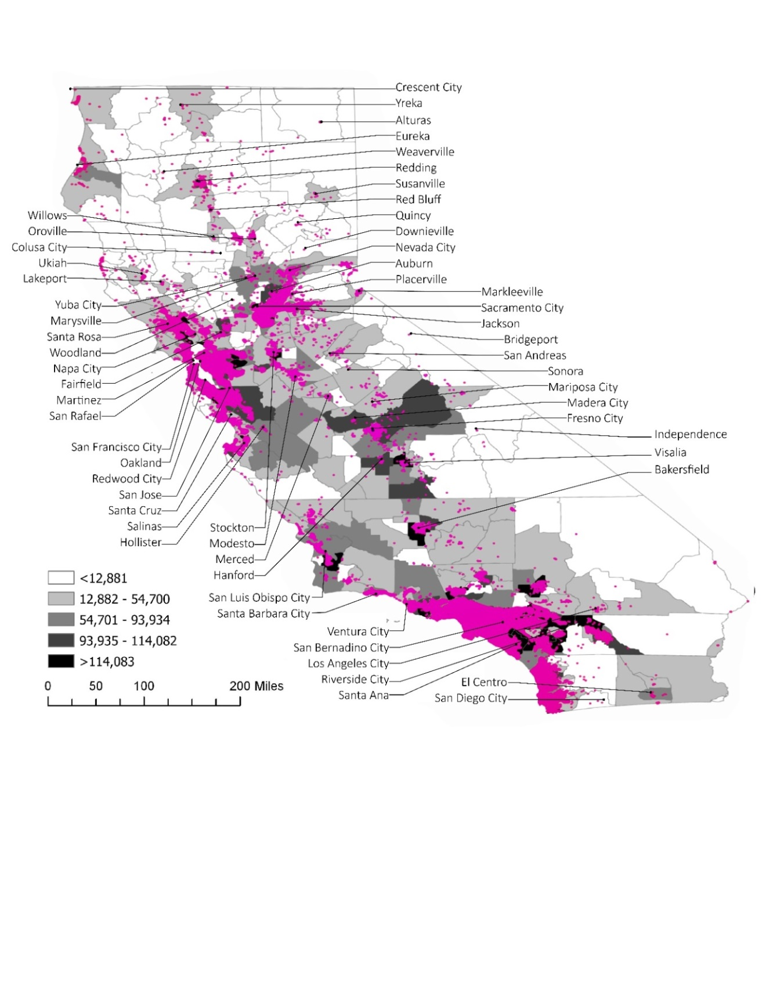 Crescent City
Yreka
Alturas
Eureka
Weaverville
Redding
Susanville
Red Bluff
Willows
Quincy
Oroville
Downieville
Colusa City
Nevada City
Ukiah
Auburn
Lakeport
Placerville
Markleeville
Yuba City
Sacramento City
Marysville
Jackson
Santa Rosa
Bridgeport
Woodland
San Andreas
Napa City
Sonora
Fairfield
Mariposa City
Martinez
Madera City
San Rafael
Fresno City
Independence
San Francisco City
Visalia
Oakland
Bakersfield
Redwood City
San Jose
Santa Cruz
Salinas
Stockton
Hollister
Modesto
Merced
Hanford
<12,881
12,882 - 54,700
San Luis Obispo City
Santa Barbara City
54,701 - 93,934
Ventura City
93,935 - 114,082
San Bernadino City
>114,083
Los Angeles City
Riverside City
El Centro
0 50 100 200 Miles
Santa Ana
San Diego City